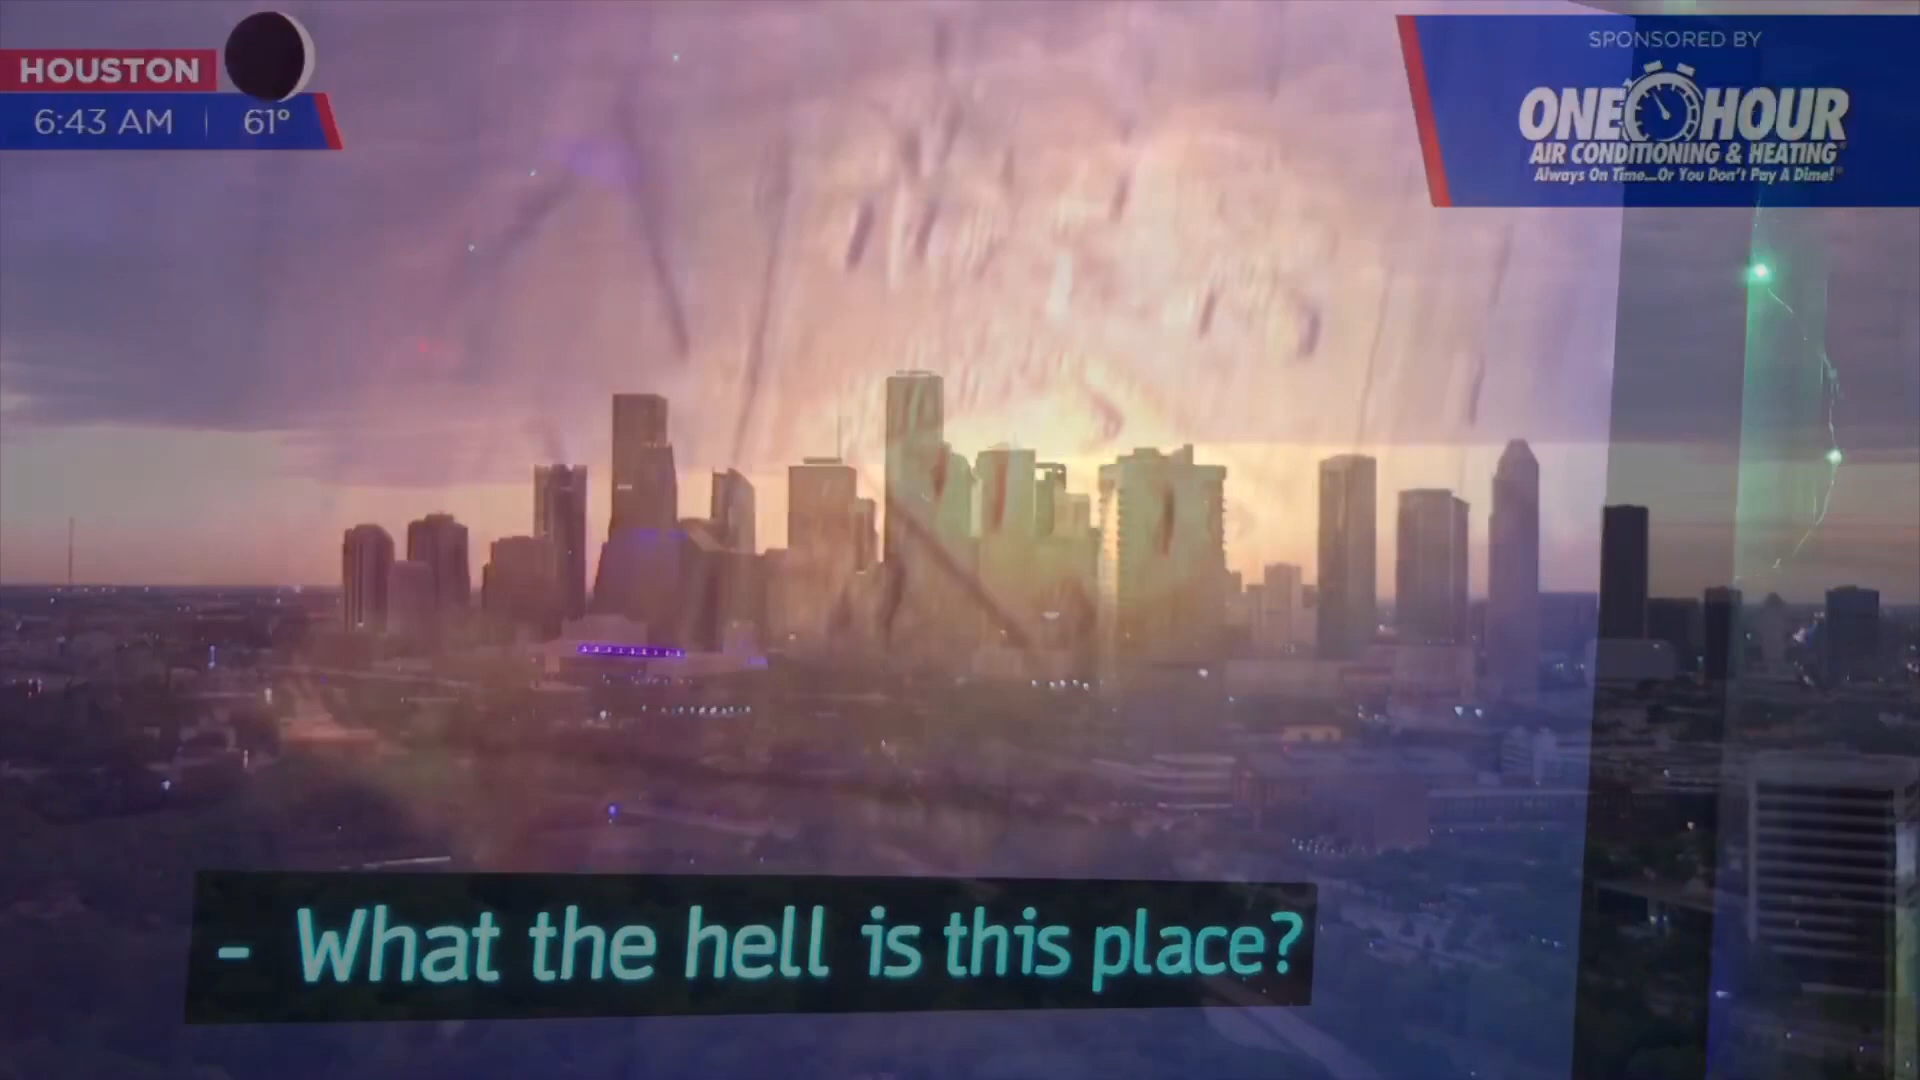 HOUSTON
6:43 AM | 61°
SPONSORED BY
ONE HOUR
AIR CONDITIONING & HEATING®
Always On Time...Or You Don't Pay A Dime!®
- What the hell is this place?